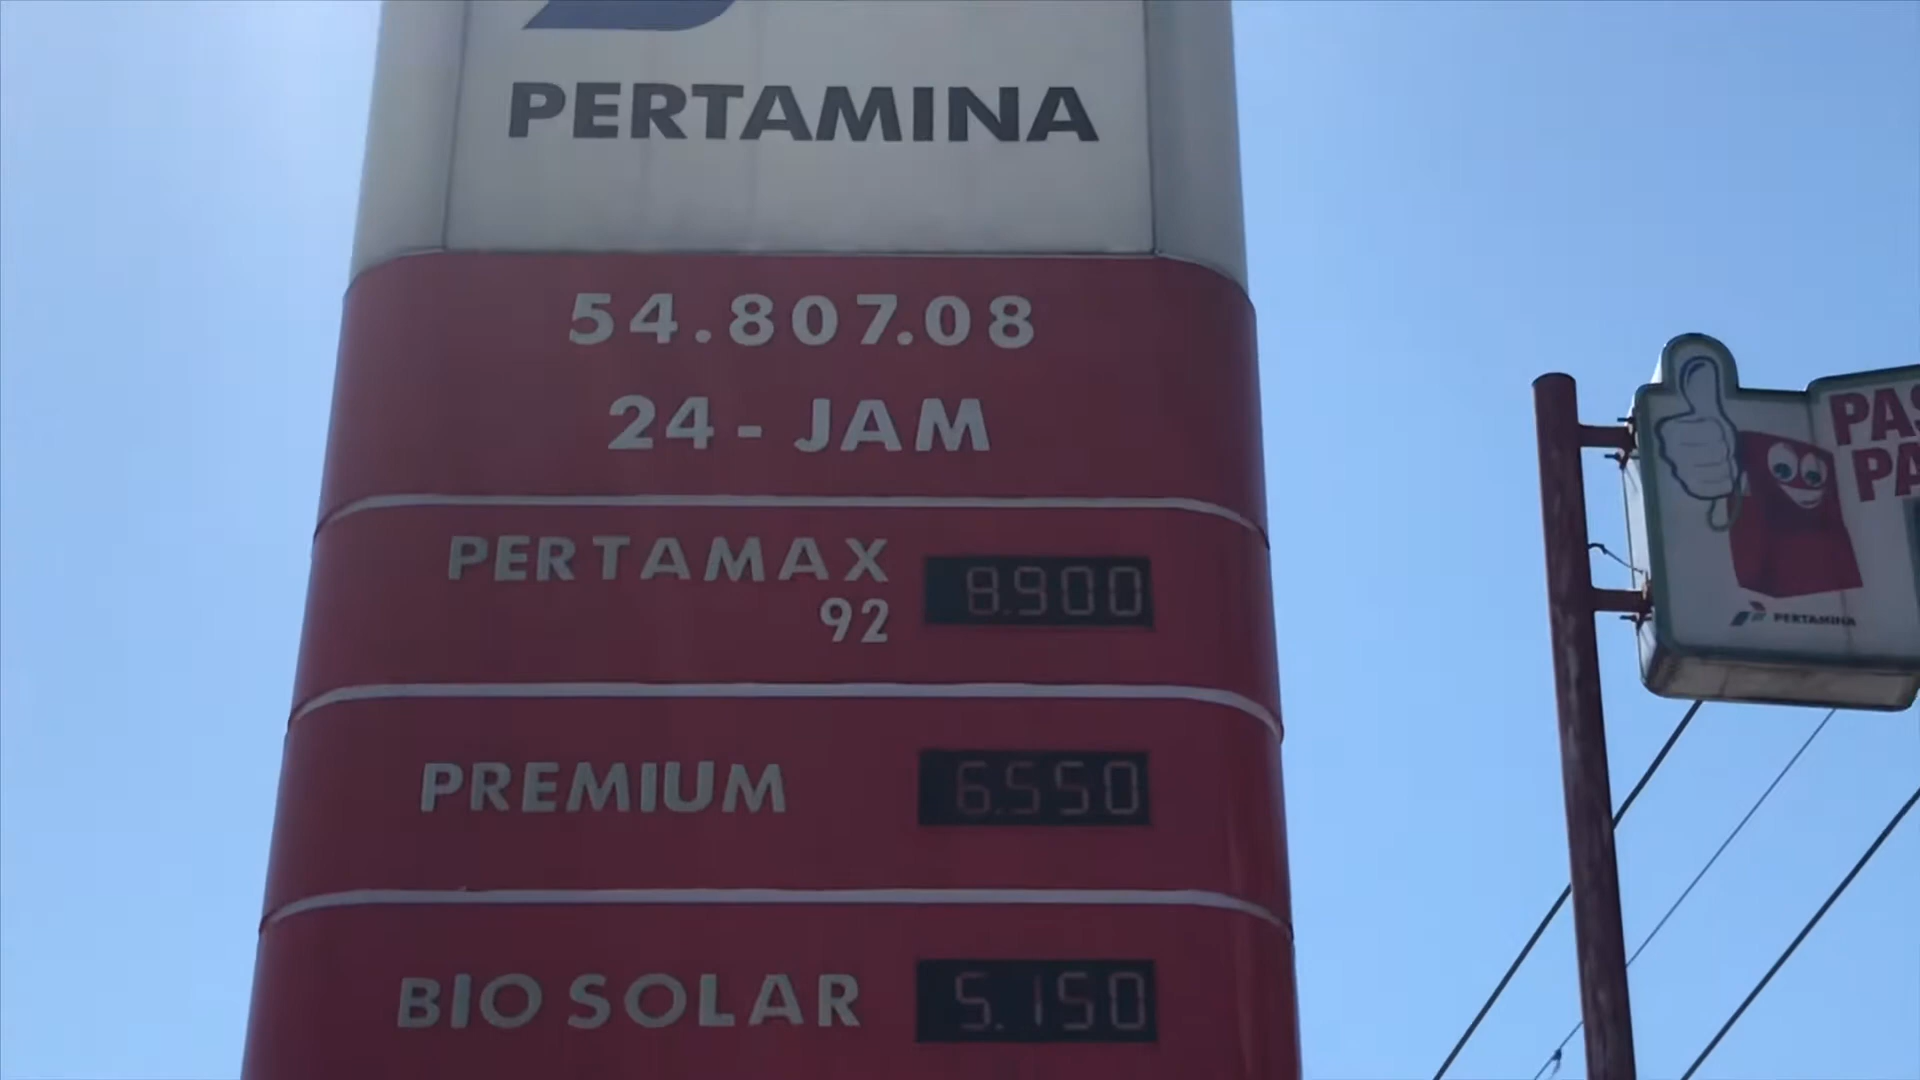 PERTAMINA
54.807.08
24 - JAM
PERTAMAX
92
8.900
PREMIUM
6.550
BIO SOLAR
5.150
PERTAMINA